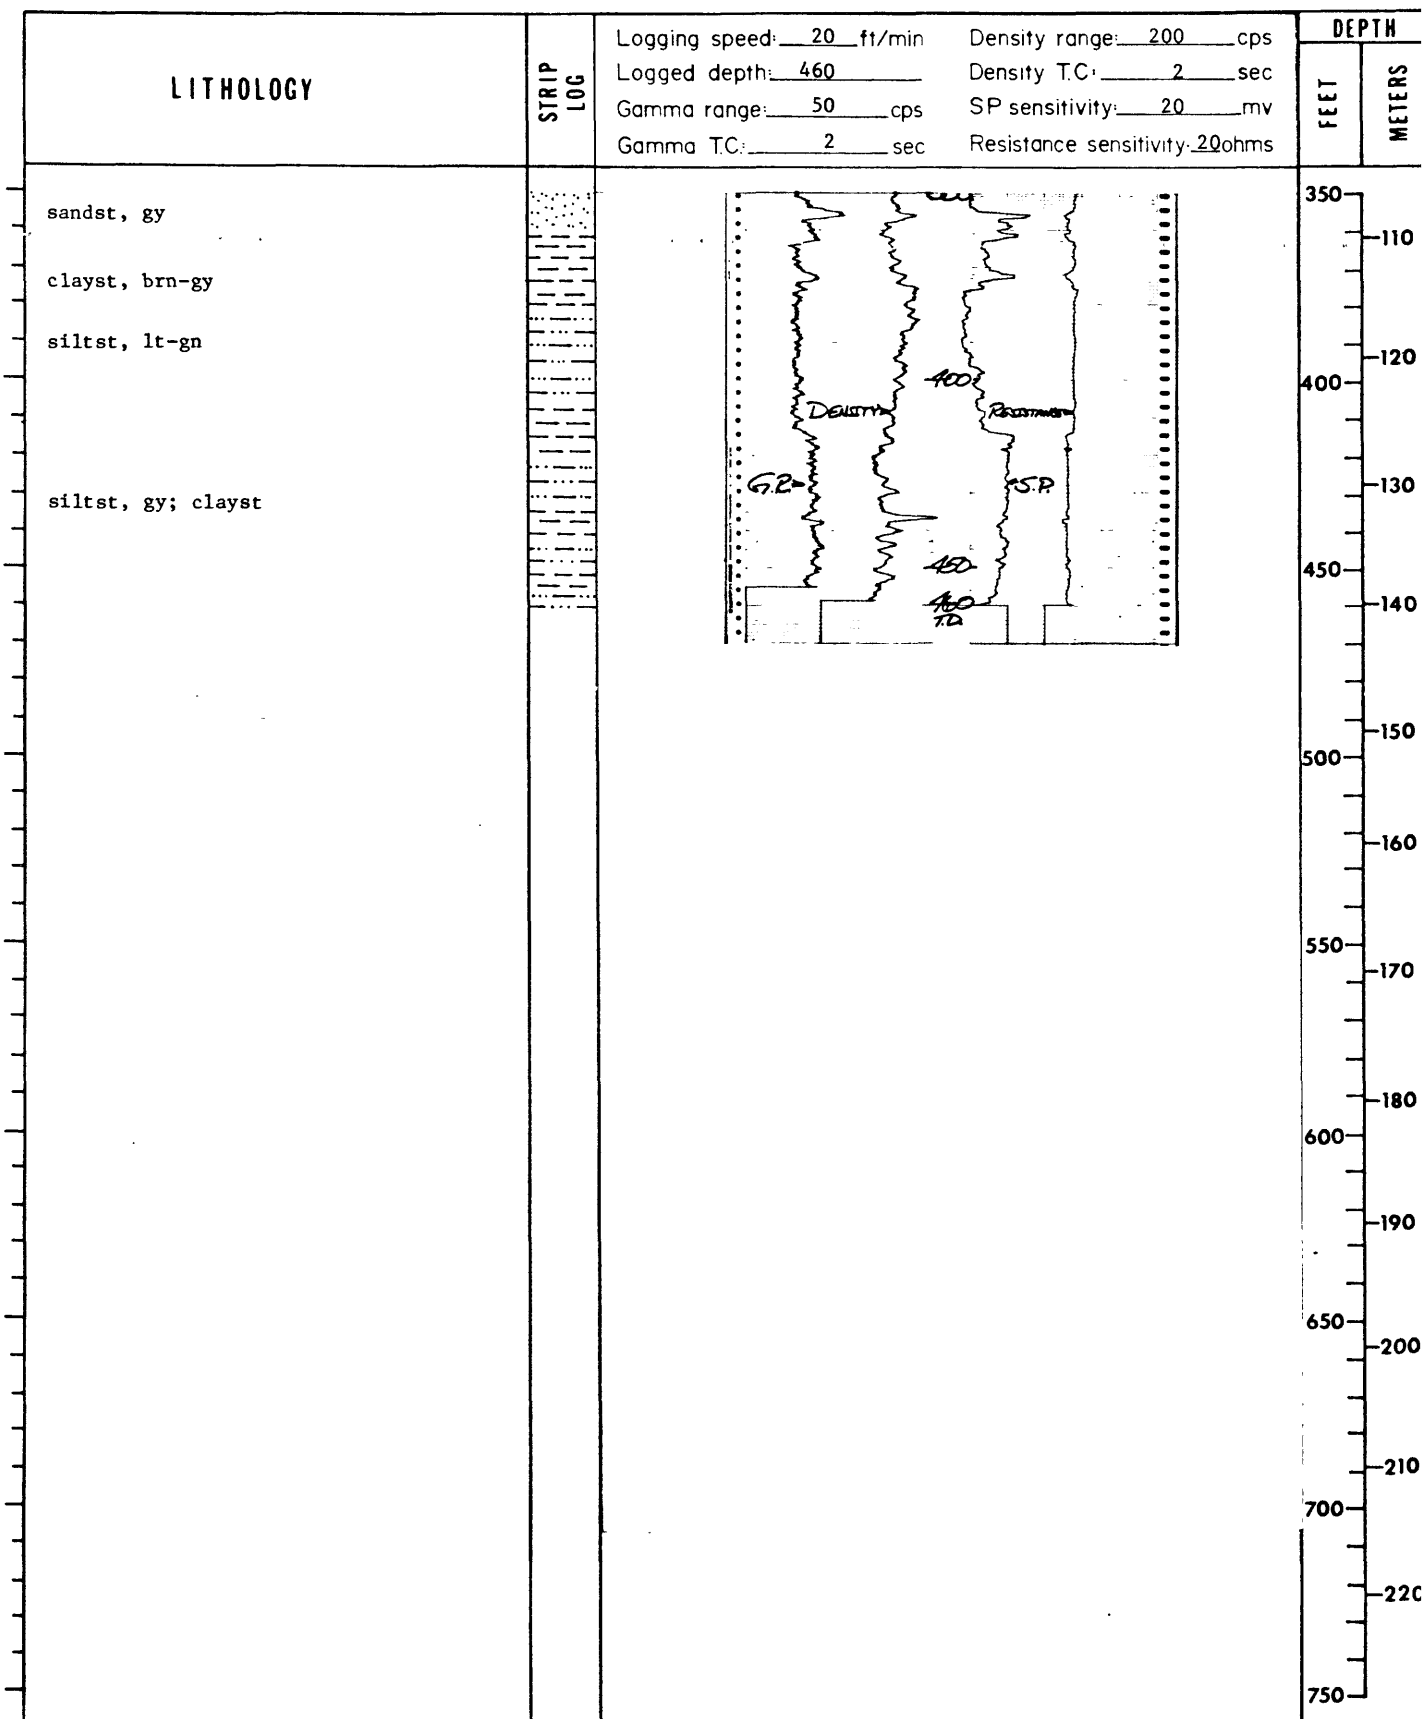 LITHOLOGY
STRIP LOG
Logging speed: 20 ft/min
Logged depth: 460
Gamma range: 50 cps
Gamma T.C.: 2 sec
Density range: 200 cps
Density T.C.: 2 sec
SP sensitivity: 20 mv
Resistance sensitivity: 20 ohms
DEPTH
FEET
METERS
sandst, gy
clayst, brn-gy
siltst, lt-gn
siltst, gy; clayst
400
DENSITY
RESISTANCE
G.R.
S.P.
450
460
T.D.
350
400
450
500
550
600
650
700
750
110
120
130
140
150
160
170
180
190
200
210
220